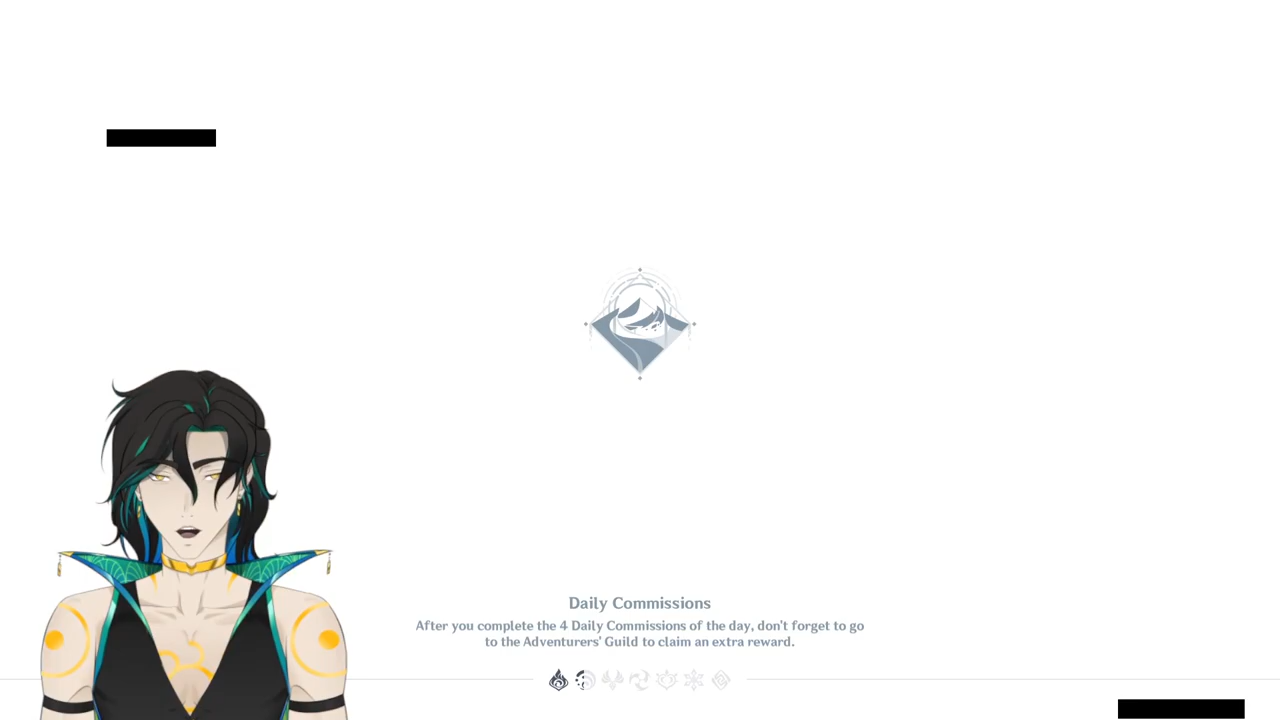 Daily Commissions
After you complete the 4 Daily Commissions of the day, don't forget to go
to the Adventurers' Guild to claim an extra reward.